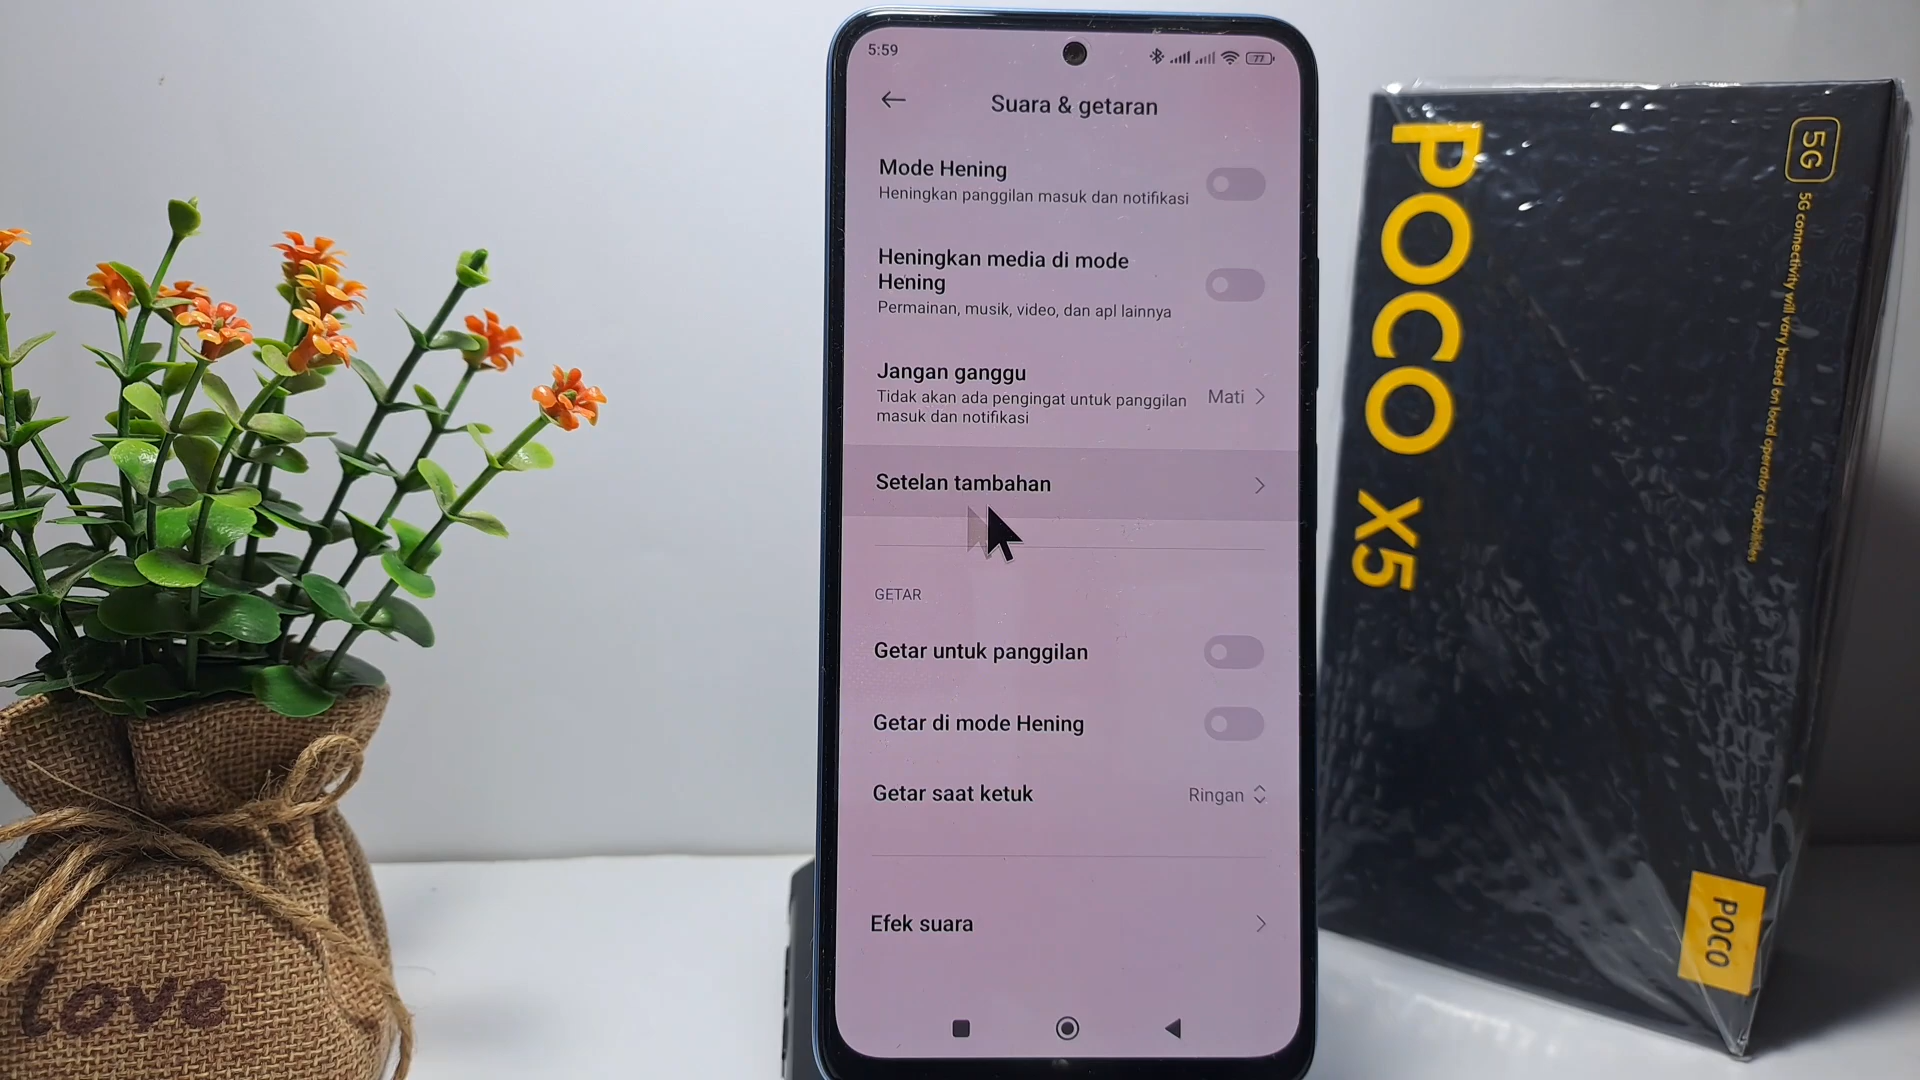 5:59
77
Suara & getaran
Mode Hening
Heningkan panggilan masuk dan notifikasi
Heningkan media di mode
Hening
Permainan, musik, video, dan apl lainnya
Jangan ganggu
Tidak akan ada pengingat untuk panggilan
masuk dan notifikasi
Mati
Setelan tambahan
GETAR
Getar untuk panggilan
Getar di mode Hening
Getar saat ketuk
Ringan
Efek suara
POCO X5
5G
5G connectivity will vary based on local operator capabilities
POCO
love